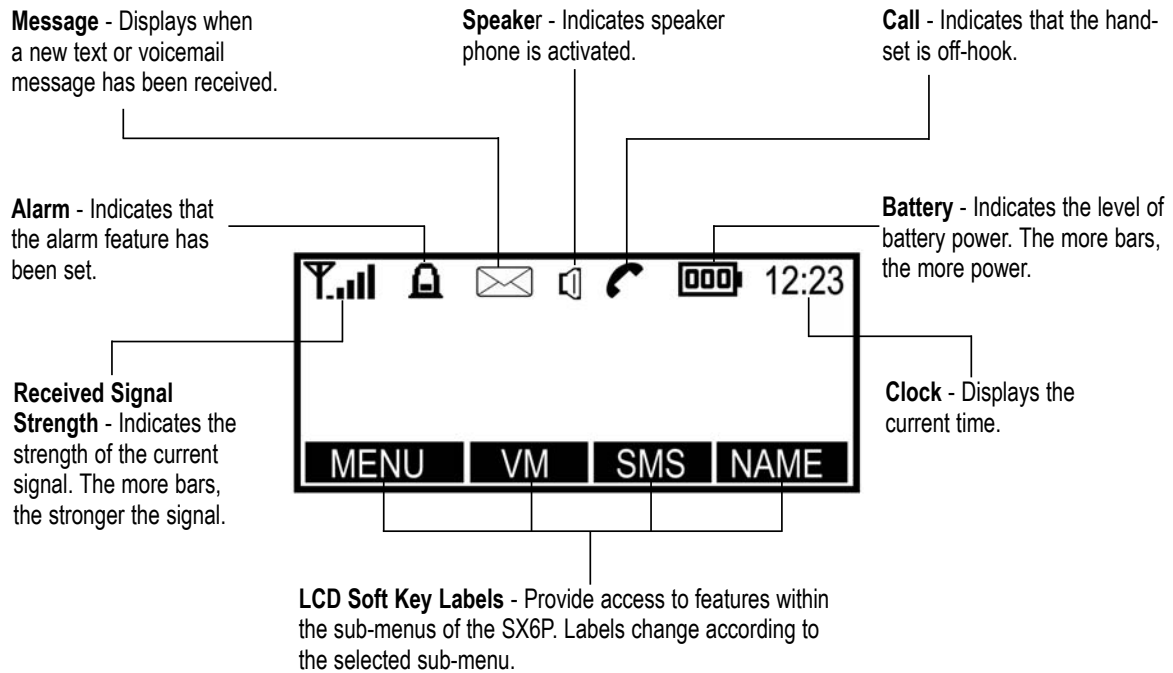 Message - Displays when
a new text or voicemail
message has been received.
Speaker - Indicates speaker
phone is activated.
Call - Indicates that the hand-
set is off-hook.
Alarm - Indicates that
the alarm feature has
been set.
Battery - Indicates the level of
battery power. The more bars,
the more power.
12:23
Received Signal
Strength - Indicates the
strength of the current
signal. The more bars,
the stronger the signal.
Clock - Displays the
current time.
MENU VM SMS NAME
LCD Soft Key Labels - Provide access to features within
the sub-menus of the SX6P. Labels change according to
the selected sub-menu.